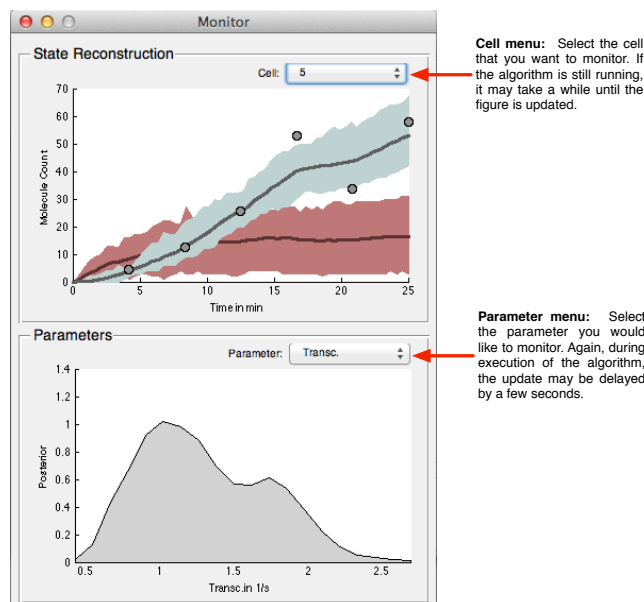 Monitor
State Reconstruction
Cell: 5
70
60
50
40
30
20
10
0
Molecule Count
0 5 10 15 20 25
Time in min
Cell menu: Select the cell
that you want to monitor. If
the algorithm is still running,
it may take a while until the
figure is updated.
Parameters
Parameter: Transc.
1.4
1.2
1
0.8
0.6
0.4
0.2
0
Posterior
0.5 1 1.5 2 2.5
Transc.in 1/s
Parameter menu: Select
the parameter you would
like to monitor. Again, during
execution of the algorithm,
the update may be delayed
by a few seconds.